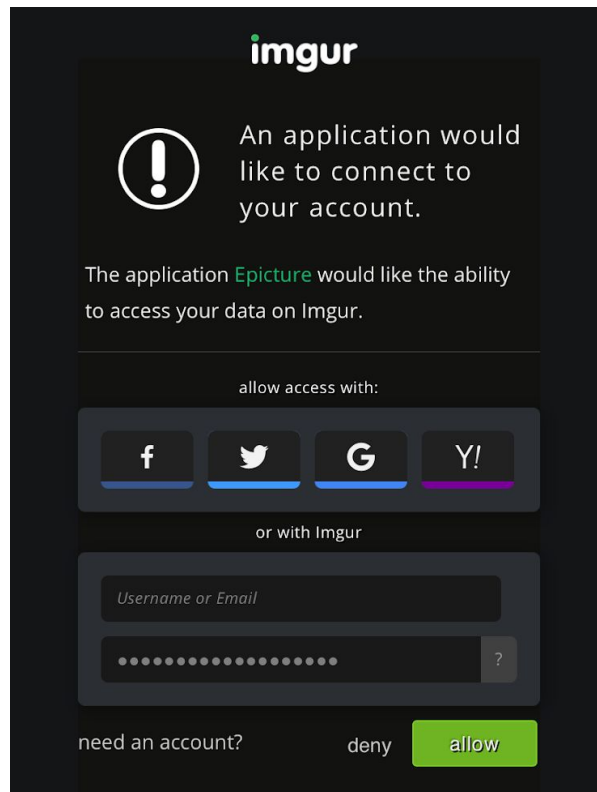 imgur
An application would
like to connect to
your account.
The application Epicture would like the ability
to access your data on Imgur.
allow access with:
f G Y!
or with Imgur
Username or Email
●●●●●●●●●●●●●●●●●●● ?
need an account? deny allow